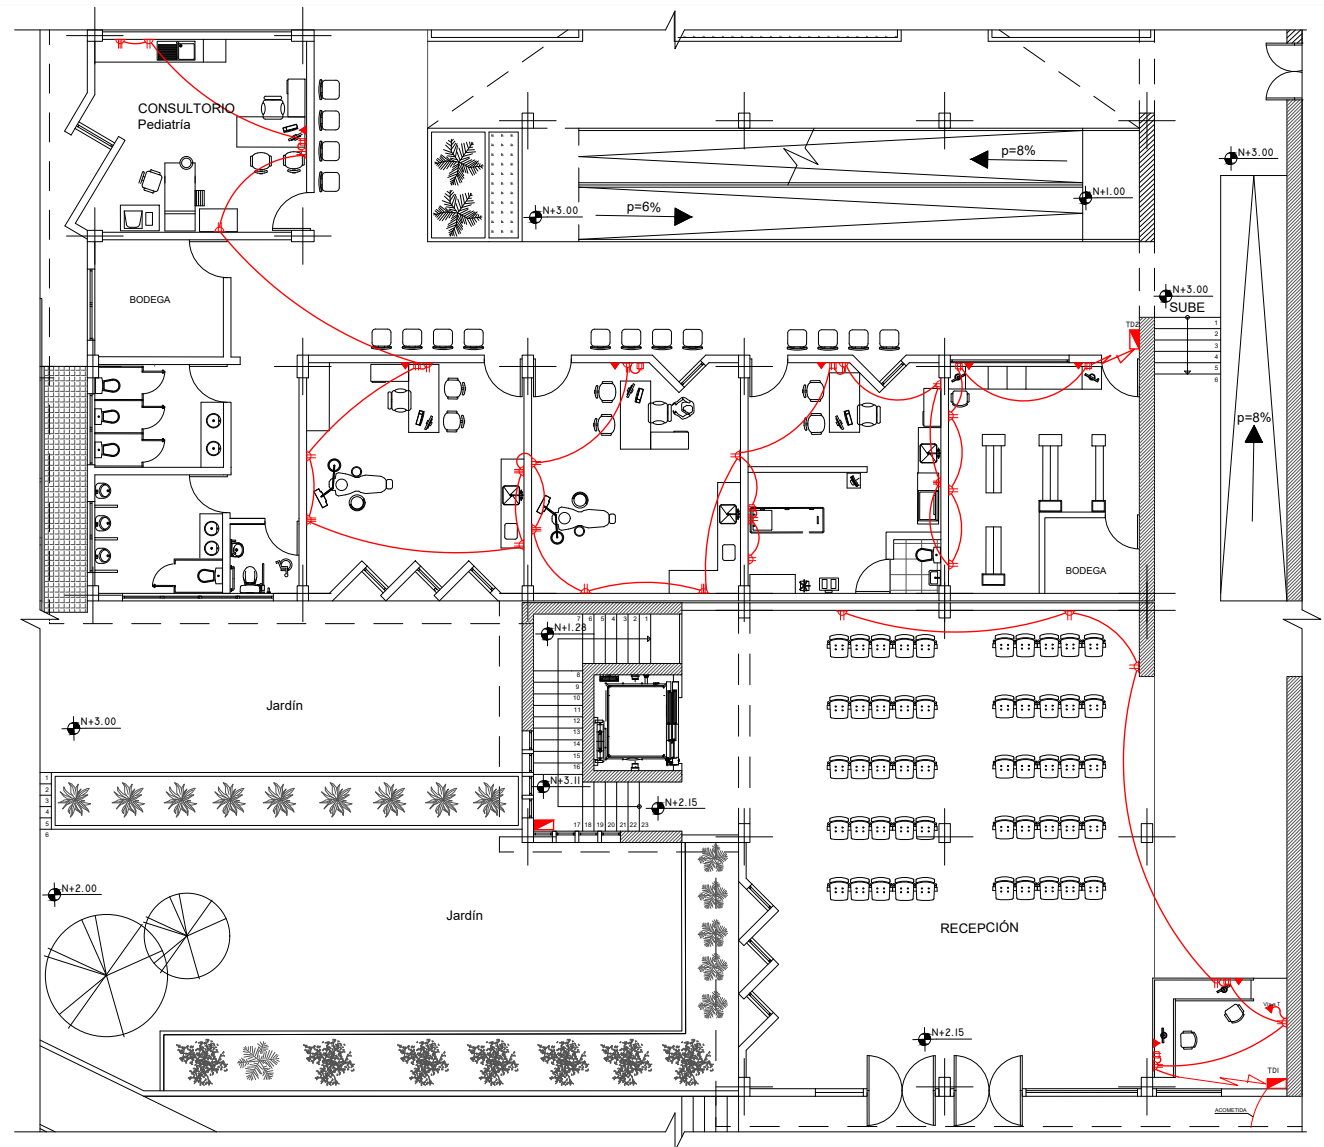 CONSULTORIO
Pediatría
p=8%
N+3.00
N+1.00
N+3.00
p=6%
BODEGA
N+3.00
SUBE
TD2
1
2
3
4
5
6
p=8%
BODEGA
N+1.28
7 6 5 4 3 2 1
8
9
10
11
12
13
14
15
16
Jardín
N+3.00
N+3.11
N+2.15
1
2
3
4
5
6
17 18 19 20 21 22 23
N+2.00
Jardín
RECEPCIÓN
N+2.15
TD1
ACOMETIDA